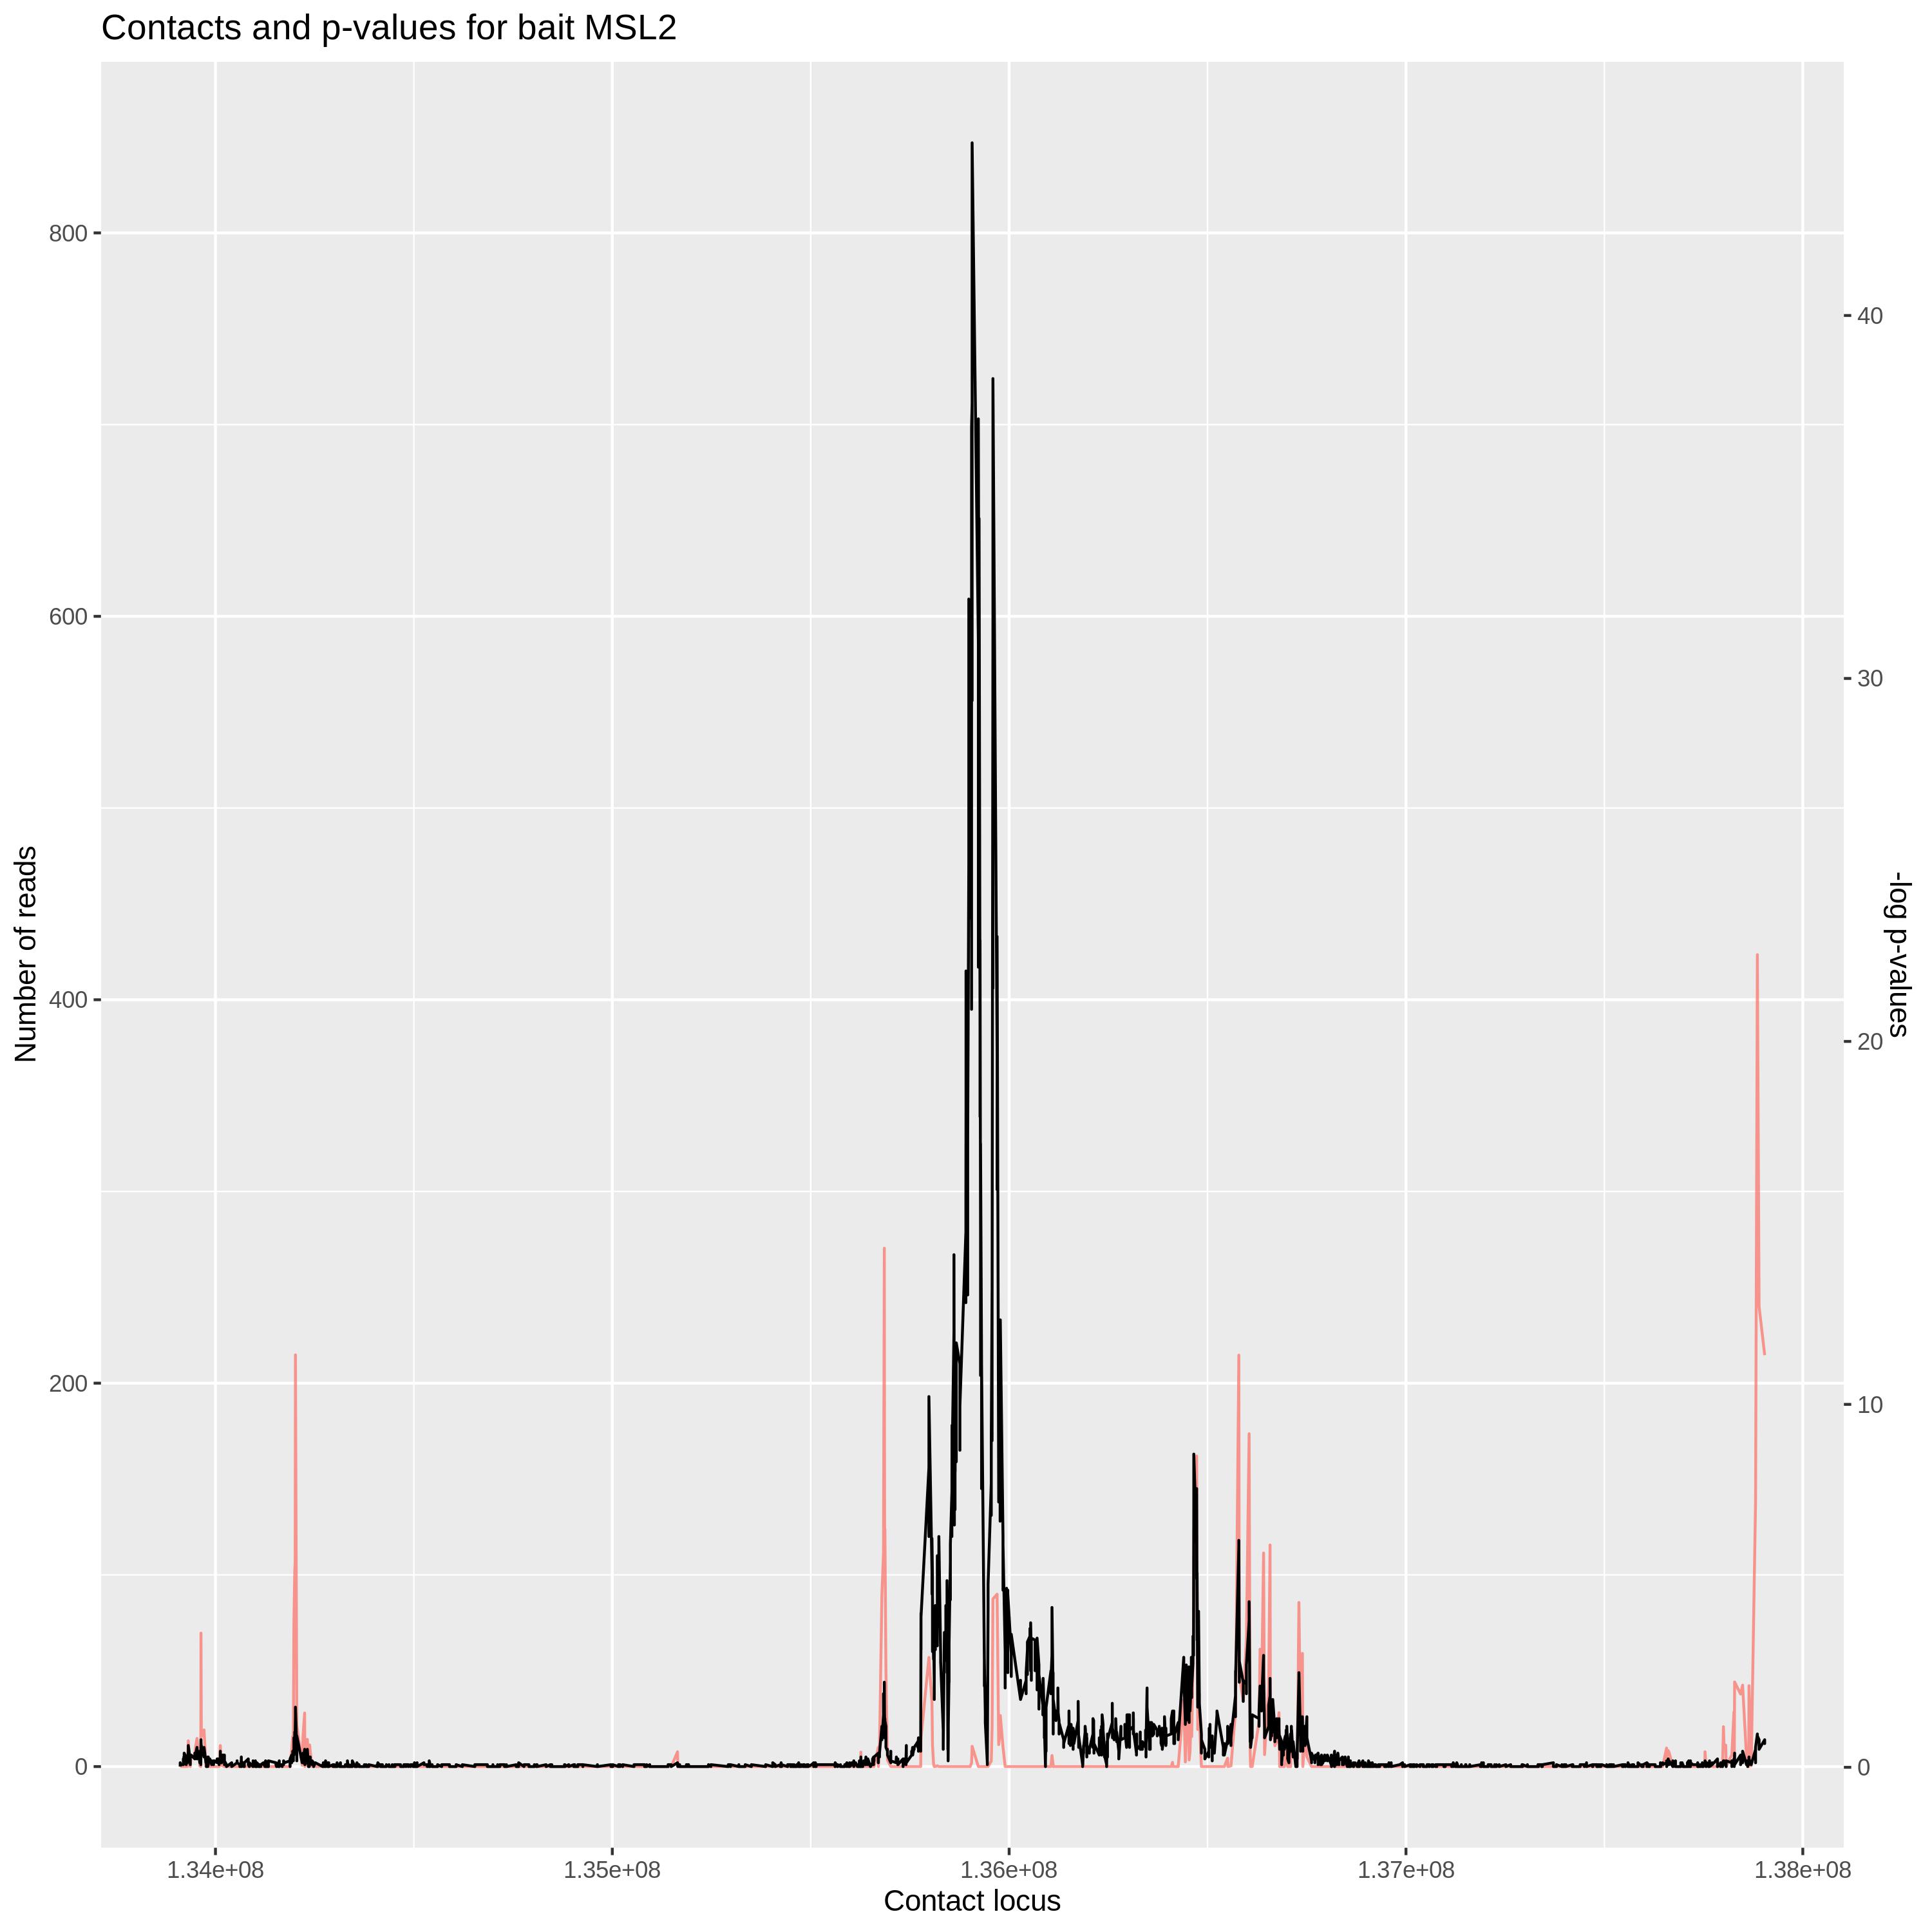 Contacts and p-values for bait MSL2
Number of reads
800
600
400
200
0
-log p-values
40
30
20
10
0
1.34e+08 1.35e+08 1.36e+08 1.37e+08 1.38e+08
Contact locus